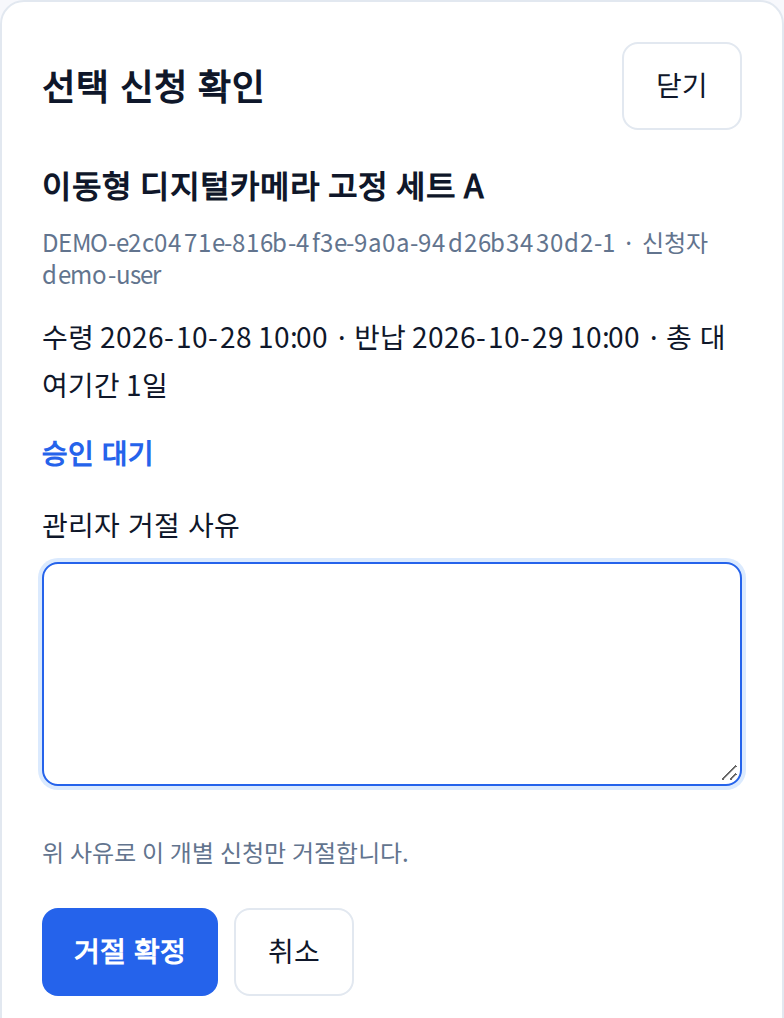 선택 신청 확인
닫기
이동형 디지털카메라 고정 세트 A
DEMO-e2c0471e-816b-4f3e-9a0a-94d26b3430d2-1 · 신청자
demo-user
수령 2026-10-28 10:00 · 반납 2026-10-29 10:00 · 총 대
여기간 1일
승인 대기
관리자 거절 사유
위 사유로 이 개별 신청만 거절합니다.
거절 확정
취소